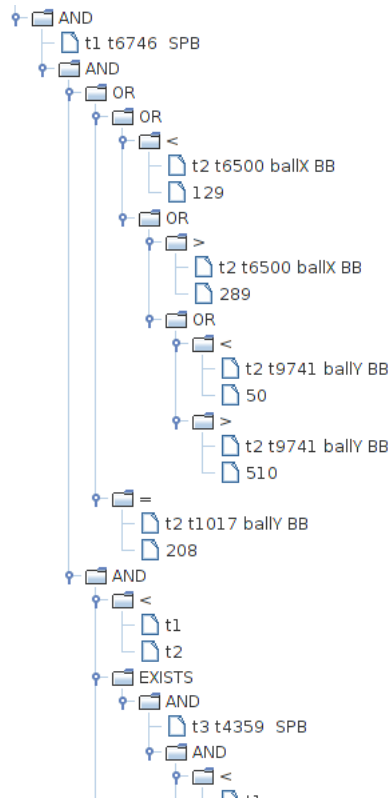 AND
t1 t6746 SPB
AND
OR
OR
<
t2 t6500 ballX BB
129
OR
>
t2 t6500 ballX BB
289
OR
<
t2 t9741 ballY BB
50
>
t2 t9741 ballY BB
510
=
t2 t1017 ballY BB
208
AND
<
t1
t2
EXISTS
AND
t3 t4359 SPB
AND
<